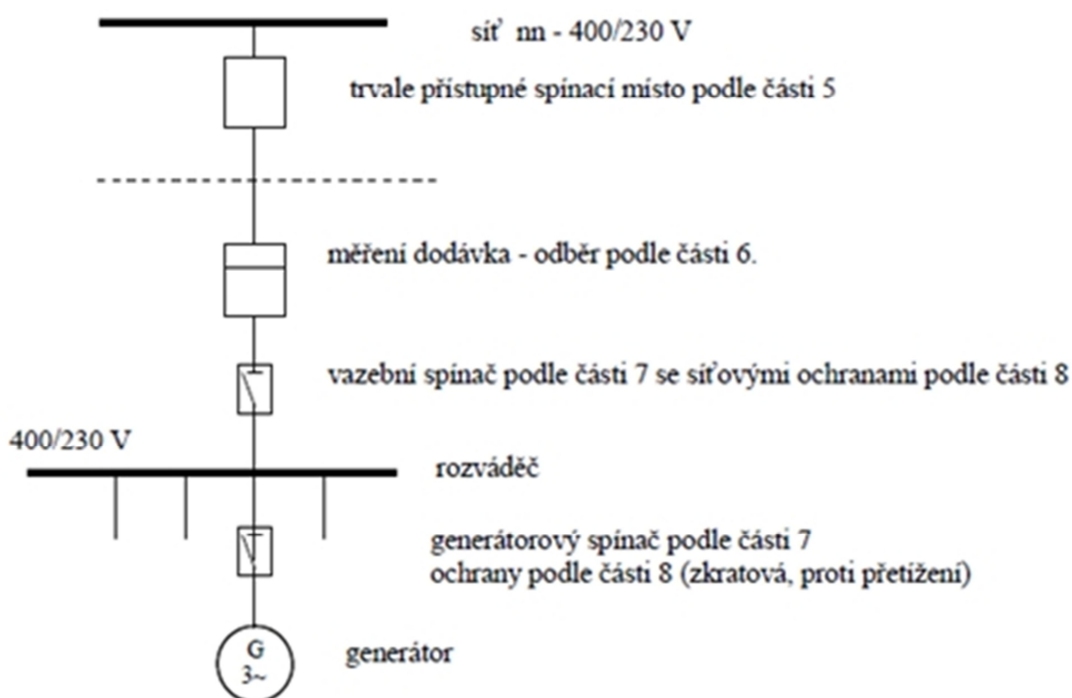 síť nn - 400/230 V
trvale přístupné spínací místo podle části 5
měření dodávka - odběr podle části 6.
vazební spínač podle části 7 se síťovými ochranami podle části 8
400/230 V
rozváděč
generátorový spínač podle části 7
ochrany podle části 8 (zkratová, proti přetížení)
G
3~
generátor